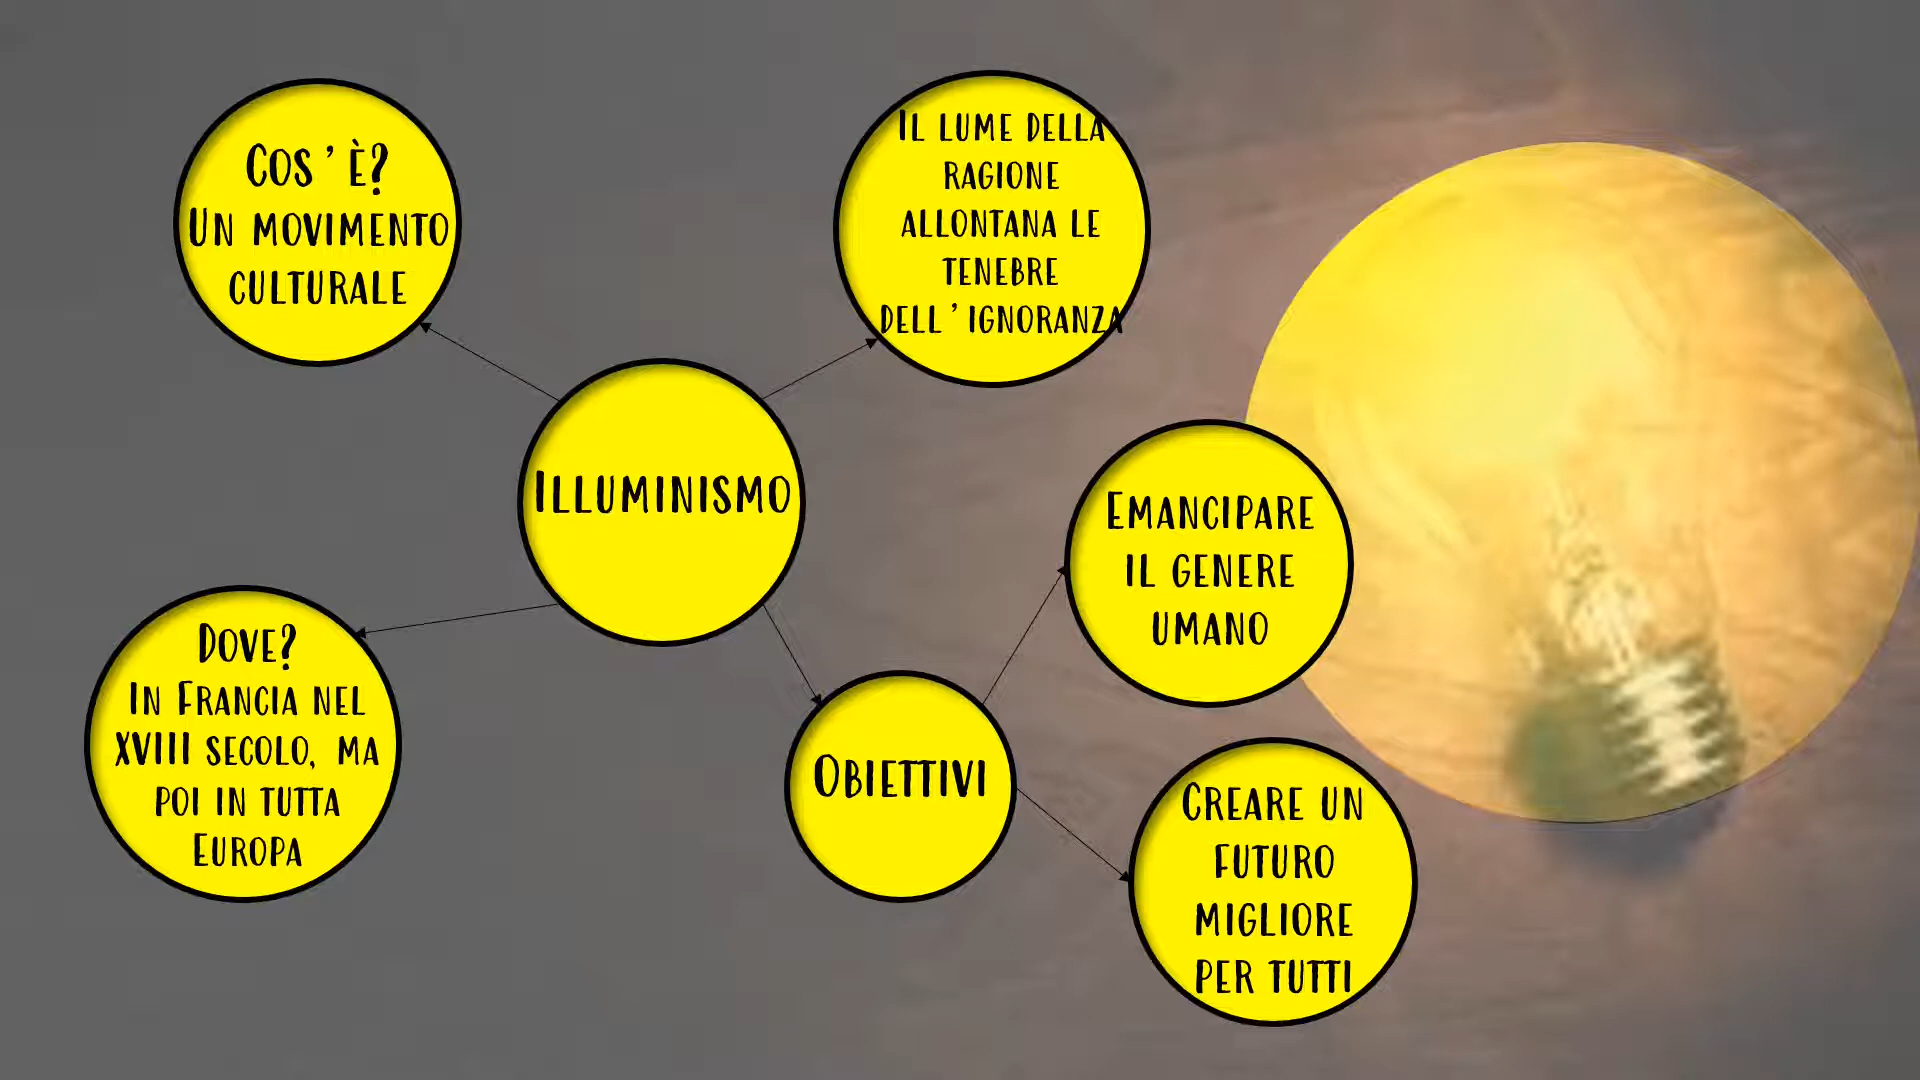 Cos'è?
Un movimento
culturale
Il lume della
ragione
allontana le
tenebre
dell'ignoranza
Illuminismo
Emancipare
il genere
umano
Dove?
In Francia nel
XVIII secolo, ma
poi in tutta
Europa
Obiettivi
Creare un
futuro
migliore
per tutti